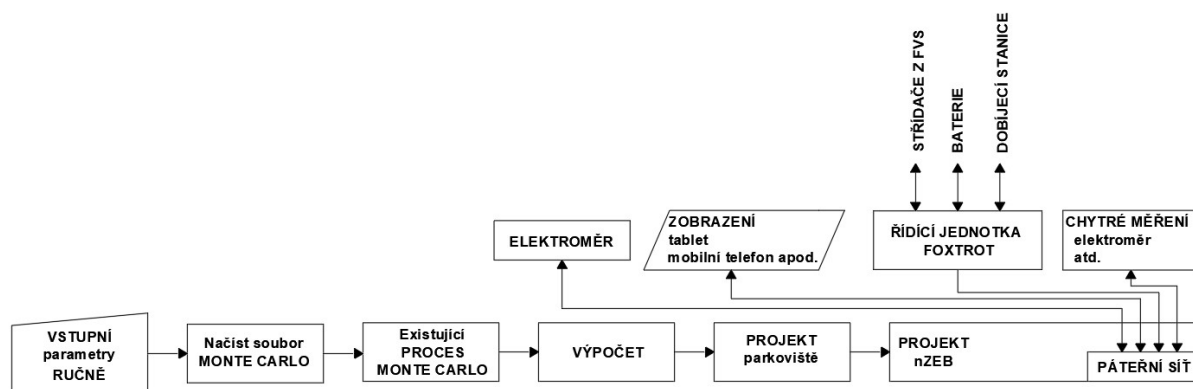 STŘÍDAČE Z FVS
BATERIE
DOBÍJECÍ STANICE
ELEKTROMĚR
ZOBRAZENÍ
tablet
mobilní telefon apod.
ŘÍDÍCÍ JEDNOTKA
FOXTROT
CHYTRÉ MĚŘENÍ
elektroměr
atd.
VSTUPNÍ
parametry
RUČNĚ
Načíst soubor
MONTE CARLO
Existující
PROCES
MONTE CARLO
VÝPOČET
PROJEKT
parkoviště
PROJEKT
nZEB
PÁTEŘNÍ SÍŤ